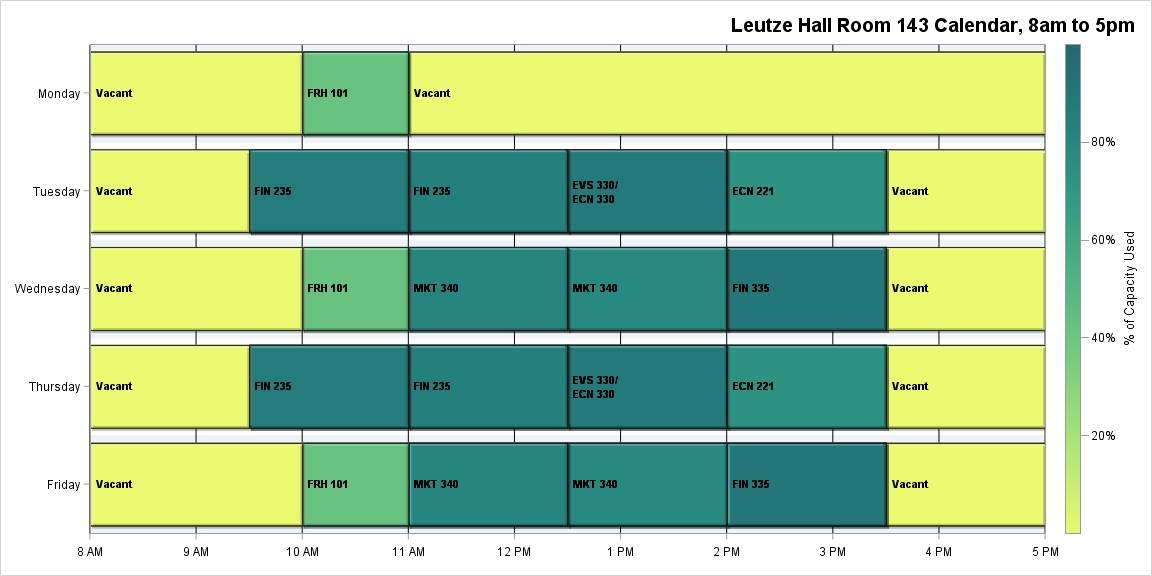 Leutze Hall Room 143 Calendar, 8am to 5pm
Monday
Vacant
FRH 101
Vacant
Tuesday
Vacant
FIN 235
FIN 235
EVS 330/
ECN 330
ECN 221
Vacant
Wednesday
Vacant
FRH 101
MKT 340
MKT 340
FIN 335
Vacant
Thursday
Vacant
FIN 235
FIN 235
EVS 330/
ECN 330
ECN 221
Vacant
Friday
Vacant
FRH 101
MKT 340
MKT 340
FIN 335
Vacant
8 AM
9 AM
10 AM
11 AM
12 PM
1 PM
2 PM
3 PM
4 PM
5 PM
80%
60%
40%
20%
% of Capacity Used